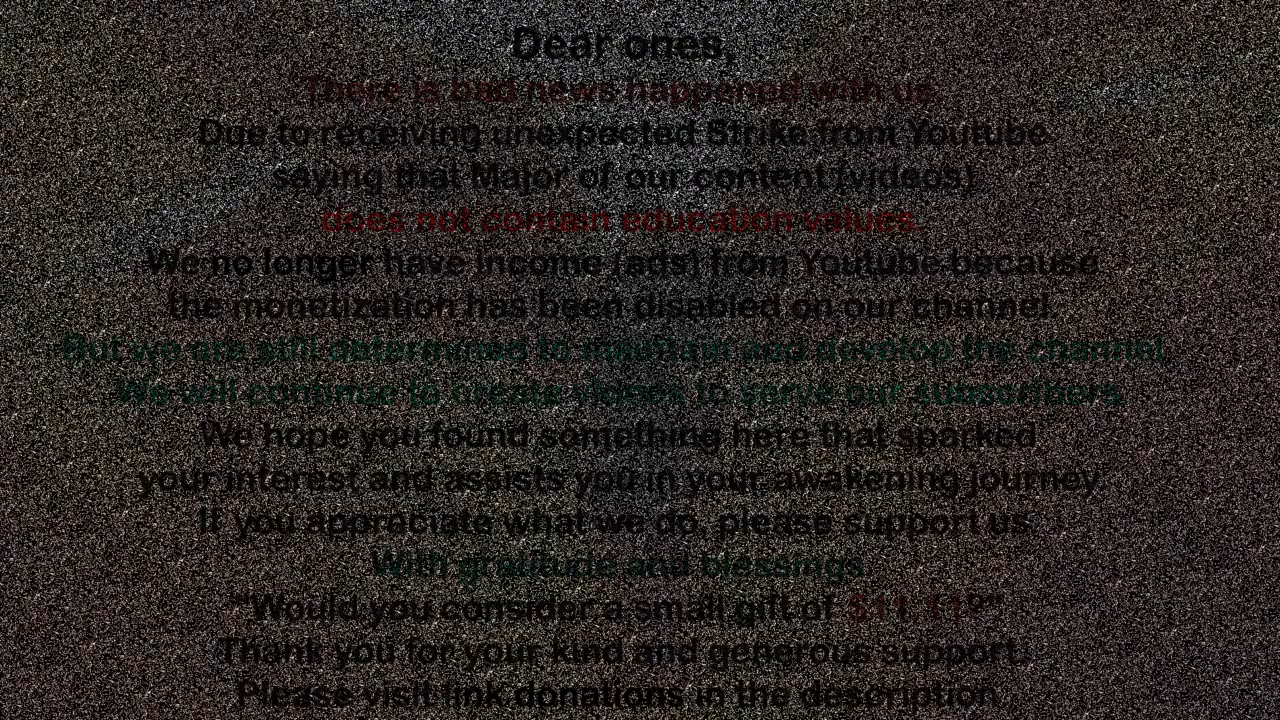 Dear ones,
There is bad news happened with us.
Due to receiving unexpected Strike from Youtube
saying that Major of our content (videos)
does not contain education values.
We no longer have Income (ads) from Youtube because
the monetization has been disabled on our channel.
But we are still determined to maintain and develop the channel
We will continue to create videos to serve our subscribers
We hope you found something here that sparked
your interest and assists you in your awakening journey.
If you appreciate what we do, please support us
With gratitude and blessings
"Would you consider a small gift of $11.11?"
Thank you for your kind and generous support.
Please visit link donations in the description